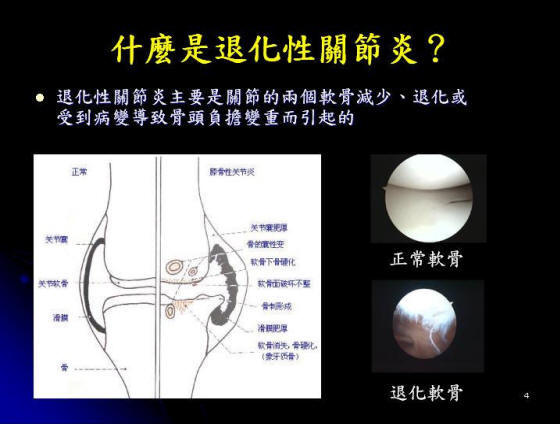 什麼是退化性關節炎？
退化性關節炎主要是關節的兩個軟骨減少、退化或
受到病變導致骨頭負擔變重而引起的
正常
膝骨性关节炎
关节囊
关节软骨
滑膜
骨
关节囊肥厚
骨的囊性变
软骨下骨硬化
软骨面破坏不整
骨刺形成
滑膜肥厚
软骨消失，骨硬化，
（象牙质骨）
正常軟骨
退化軟骨
4